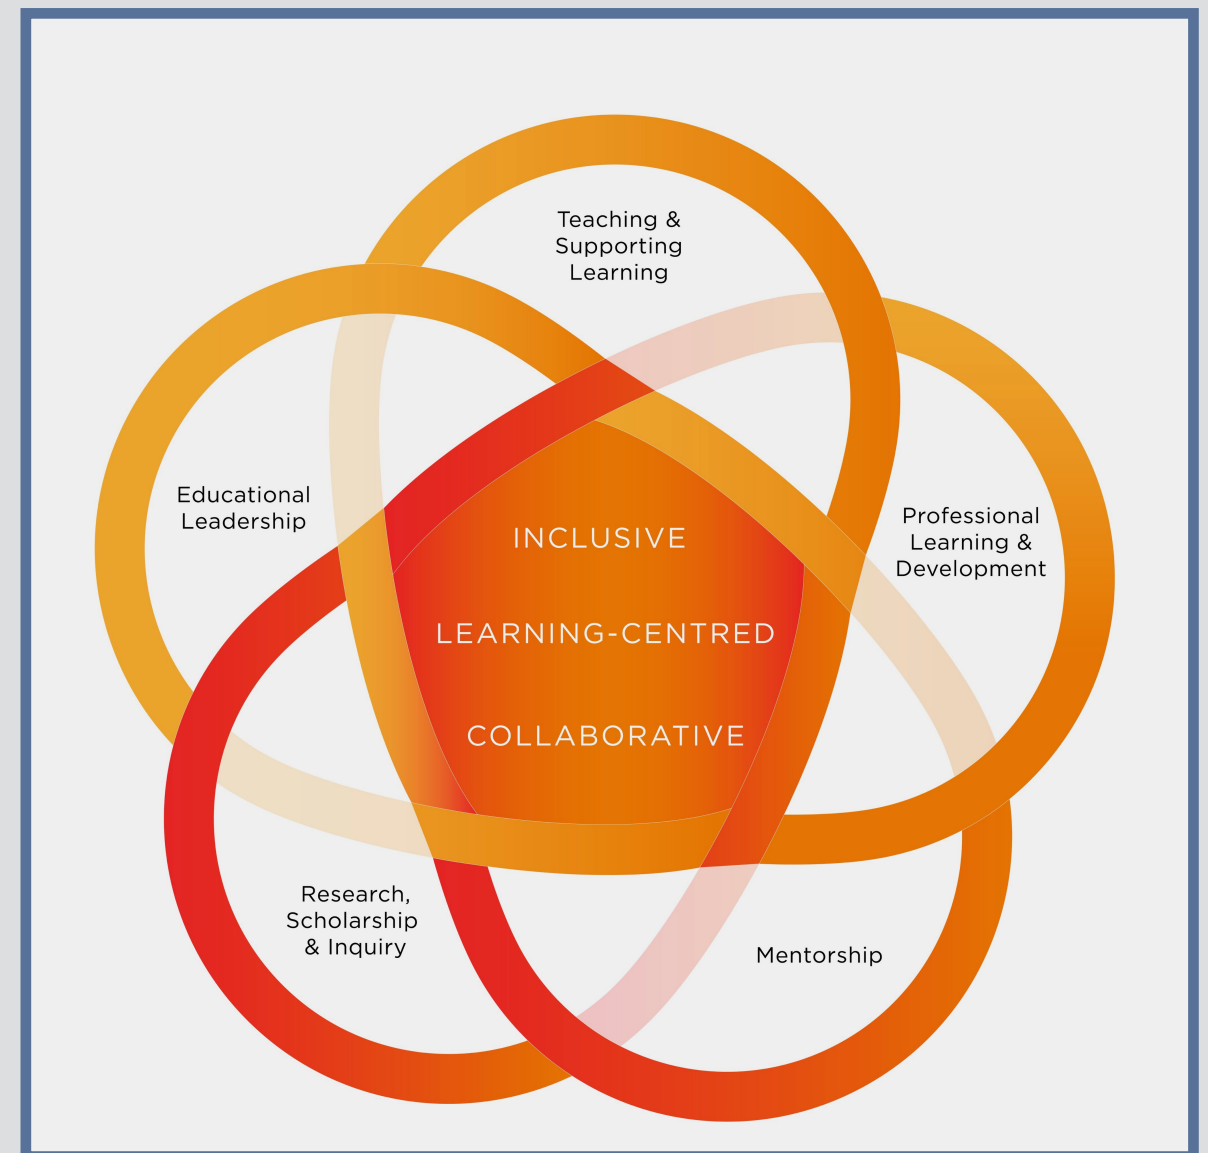 Teaching &
Supporting
Learning
Educational
Leadership
Professional
Learning &
Development
INCLUSIVE
LEARNING-CENTRED
COLLABORATIVE
Research,
Scholarship
& Inquiry
Mentorship